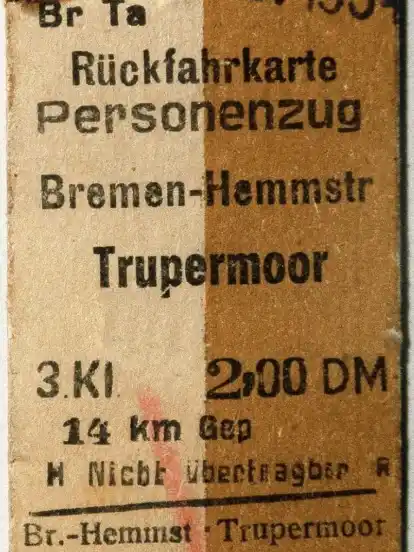 Br Ta
Rückfahrkarte
Personenzug
Bremen-Hemmstr
Trupermoor
3.Kl. 2,00 DM
14 km Gep
H Nicht übertragbar R
Br.-Hemmst - Trupermoor